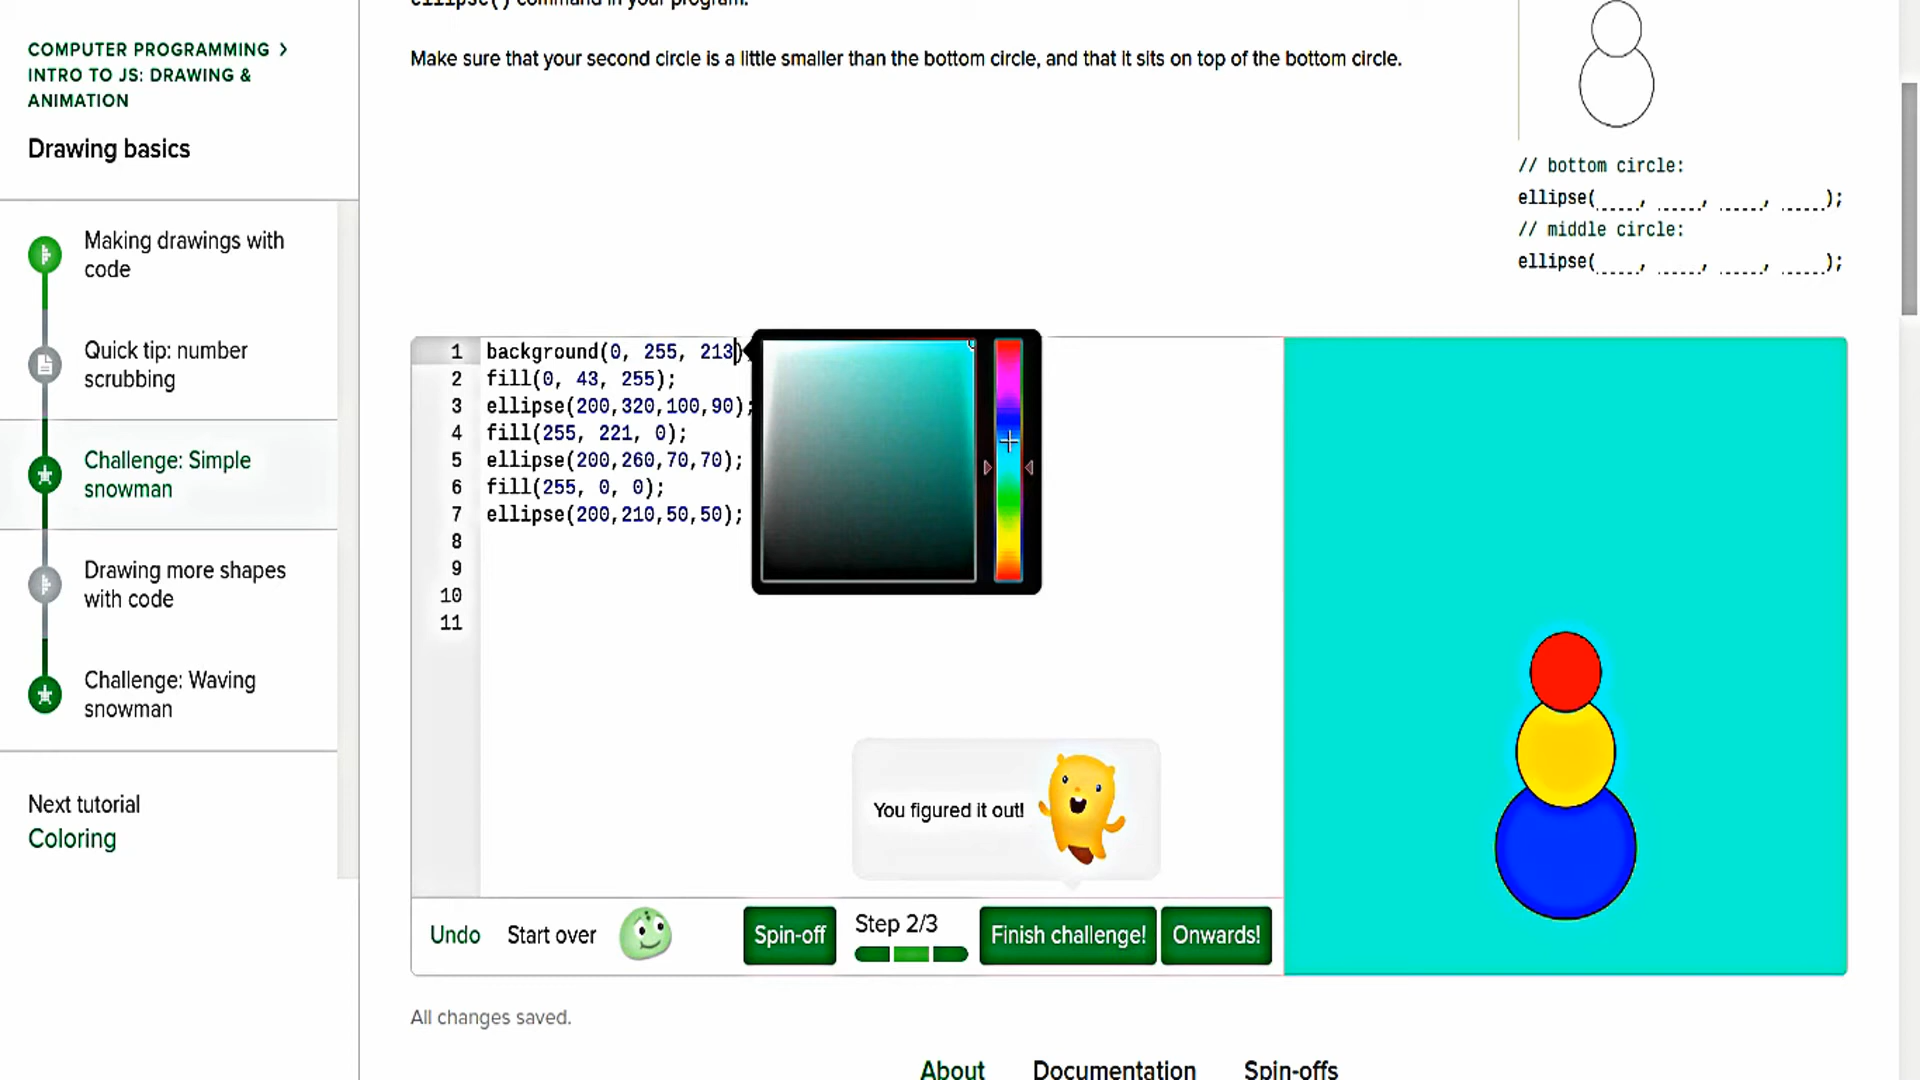 COMPUTER PROGRAMMING >
INTRO TO JS: DRAWING &
ANIMATION
Drawing basics
Making drawings with
code
Quick tip: number
scrubbing
Challenge: Simple
snowman
Drawing more shapes
with code
Challenge: Waving
snowman
Next tutorial
Coloring
ellipse() command in your program.
Make sure that your second circle is a little smaller than the bottom circle, and that it sits on top of the bottom circle.
// bottom circle:
ellipse(____, ____, ____, ____);
// middle circle:
ellipse(____, ____, ____, ____);
1 background(0, 255, 213)
2 fill(0, 43, 255);
3 ellipse(200,320,100,90);
4 fill(255, 221, 0);
5 ellipse(200,260,70,70);
6 fill(255, 0, 0);
7 ellipse(200,210,50,50);
8
9
10
11
You figured it out!
Undo Start over Spin-off Step 2/3 Finish challenge! Onwards!
All changes saved.
About Documentation Spin-offs